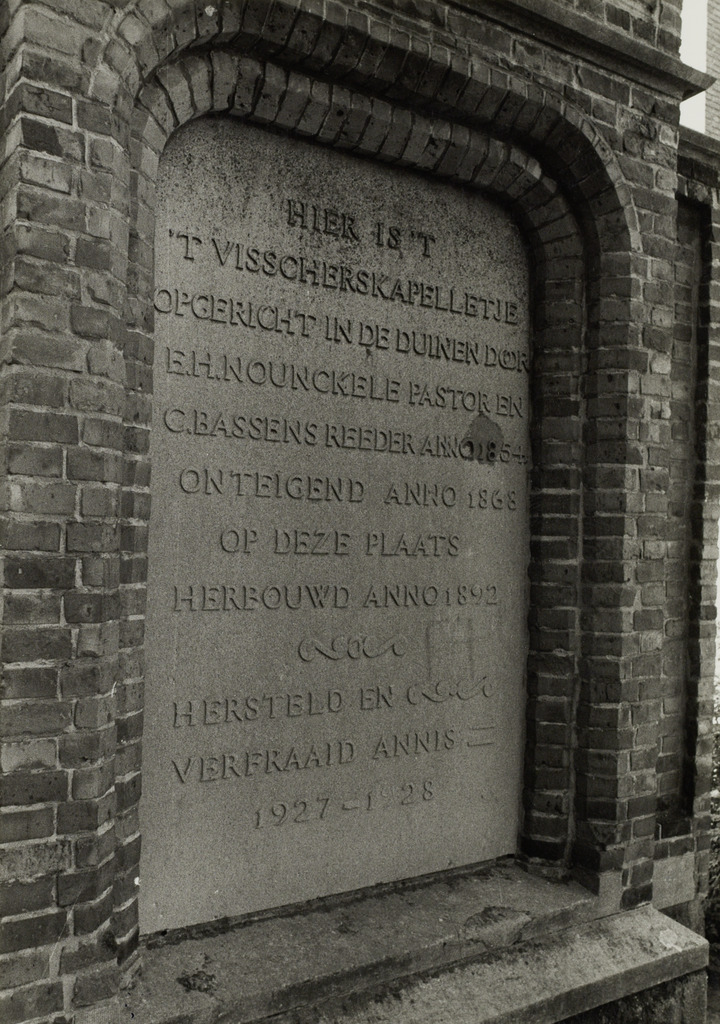 HIER IS 'T
'T VISSCHERSKAPELLETJE
OPGERICHT IN DE DUINEN DOOR
E.H.NOUNCKELE PASTOR EN
C.BASSENS REEDER ANNO 1864
ONTEIGEND ANNO 1868
OP DEZE PLAATS
HERBOUWD ANNO 1892
HERSTELD EN
VERFRAAID ANNIS =
1927-1928